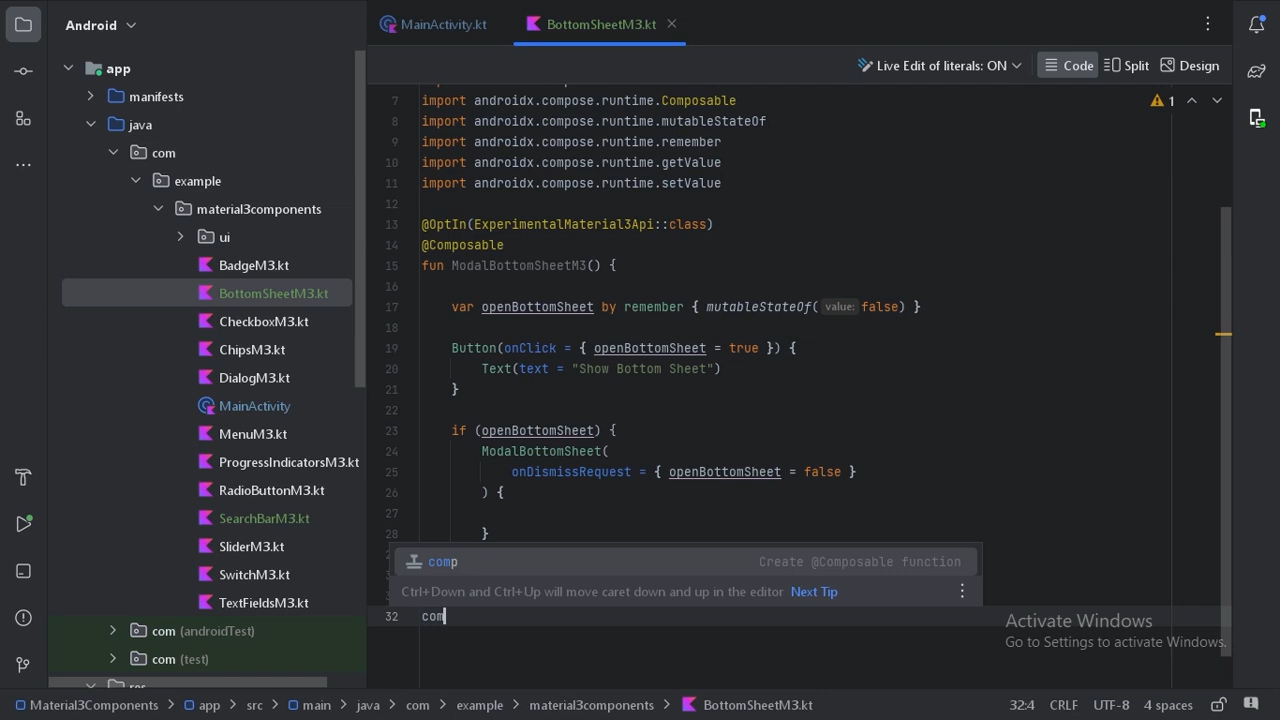 Android
MainActivity.kt
BottomSheetM3.kt
Live Edit of literals: ON
Code
Split
Design
app
manifests
java
com
example
material3components
ui
BadgeM3.kt
BottomSheetM3.kt
CheckboxM3.kt
ChipsM3.kt
DialogM3.kt
MainActivity
MenuM3.kt
ProgressIndicatorsM3.kt
RadioButtonM3.kt
SearchBarM3.kt
SliderM3.kt
SwitchM3.kt
TextFieldsM3.kt
com (androidTest)
com (test)
res
1
7 import androidx.compose.runtime.Composable
8 import androidx.compose.runtime.mutableStateOf
9 import androidx.compose.runtime.remember
10 import androidx.compose.runtime.getValue
11 import androidx.compose.runtime.setValue
12
13 @OptIn(ExperimentalMaterial3Api::class)
14 @Composable
15 fun ModalBottomSheetM3() {
16
17 var openBottomSheet by remember { mutableStateOf( value: false) }
18
19 Button(onClick = { openBottomSheet = true }) {
20 Text(text = "Show Bottom Sheet")
21 }
22
23 if (openBottomSheet) {
24 ModalBottomSheet(
25 onDismissRequest = { openBottomSheet = false }
26 ) {
27
28 }
comp Create @Composable function
Ctrl+Down and Ctrl+Up will move caret down and up in the editor Next Tip
32 com
Activate Windows
Go to Settings to activate Windows.
Material3Components > app > src > main > java > com > example > material3components > BottomSheetM3.kt
32:4 CRLF UTF-8 4 spaces